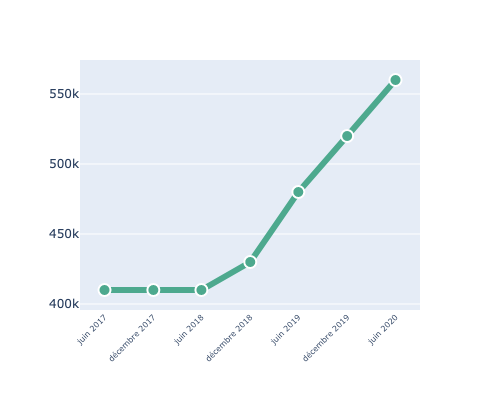 550k
500k
450k
400k
juin 2017
décembre 2017
juin 2018
décembre 2018
juin 2019
décembre 2019
juin 2020